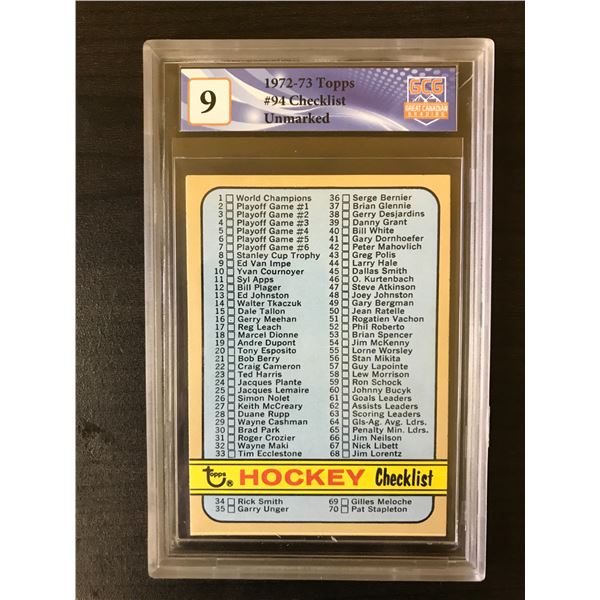 9
1972-73 Topps
#94 Checklist
Unmarked
GCG
GREAT CANADIAN
GRADING
1 World Champions
2 Playoff Game #1
3 Playoff Game #2
4 Playoff Game #3
5 Playoff Game #4
6 Playoff Game #5
7 Playoff Game #6
8 Stanley Cup Trophy
9 Ed Van Impe
10 Yvan Cournoyer
11 Syl Apps
12 Bill Plager
13 Ed Johnston
14 Walter Tkaczuk
15 Dale Tallon
16 Gerry Meehan
17 Reg Leach
18 Marcel Dionne
19 Andre Dupont
20 Tony Esposito
21 Bob Berry
22 Craig Cameron
23 Ted Harris
24 Jacques Plante
25 Jacques Lemaire
26 Simon Nolet
27 Keith McCreary
28 Duane Rupp
29 Wayne Cashman
30 Brad Park
31 Roger Crozier
32 Wayne Maki
33 Tim Ecclestone
36 Serge Bernier
37 Brian Glennie
38 Gerry Desjardins
39 Danny Grant
40 Bill White
41 Gary Dornhoefer
42 Peter Mahovlich
43 Greg Polis
44 Larry Hale
45 Dallas Smith
46 O. Kurtenbach
47 Steve Atkinson
48 Joey Johnston
49 Gary Bergman
50 Jean Ratelle
51 Rogatien Vachon
52 Phil Roberto
53 Brian Spencer
54 Jim McKenny
55 Lorne Worsley
56 Stan Mikita
57 Guy Lapointe
58 Lew Morrison
59 Ron Schock
60 Johnny Bucyk
61 Goals Leaders
62 Assists Leaders
63 Scoring Leaders
64 Gls-Ag. Avg. Ldrs.
65 Penalty Min. Ldrs.
66 Jim Neilson
67 Nick Libett
68 Jim Lorentz
Topps ® HOCKEY Checklist
34 Rick Smith
35 Garry Unger
69 Gilles Meloche
70 Pat Stapleton